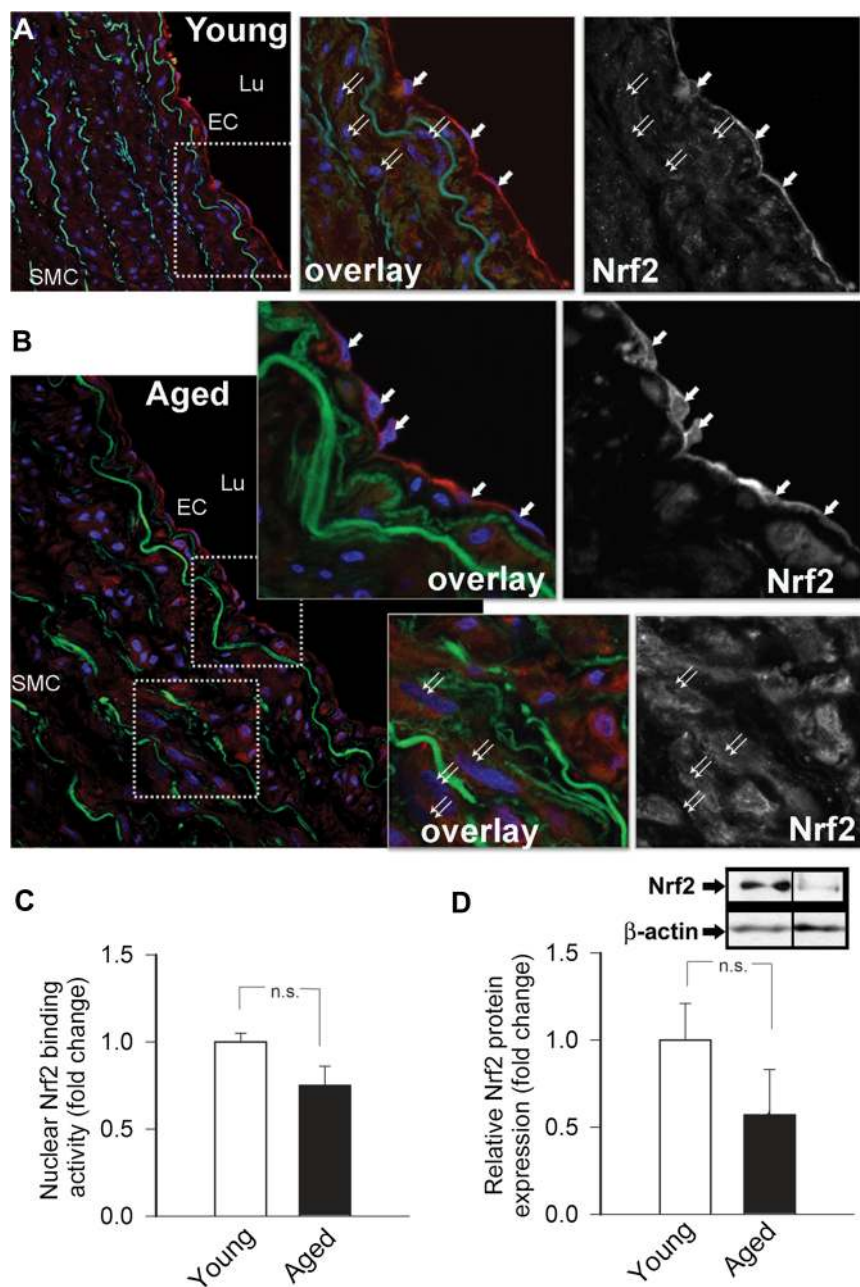 A
Young
Lu
EC
SMC
overlay
Nrf2
B
Aged
Lu
EC
SMC
overlay
Nrf2
overlay
Nrf2
C
Nuclear Nrf2 binding
activity (fold change)
1.5
1.0
0.5
0.0
n.s.
Young
Aged
D
Nrf2
β-actin
Relative Nrf2 protein
expression (fold change)
1.5
1.0
0.5
0.0
n.s.
Young
Aged